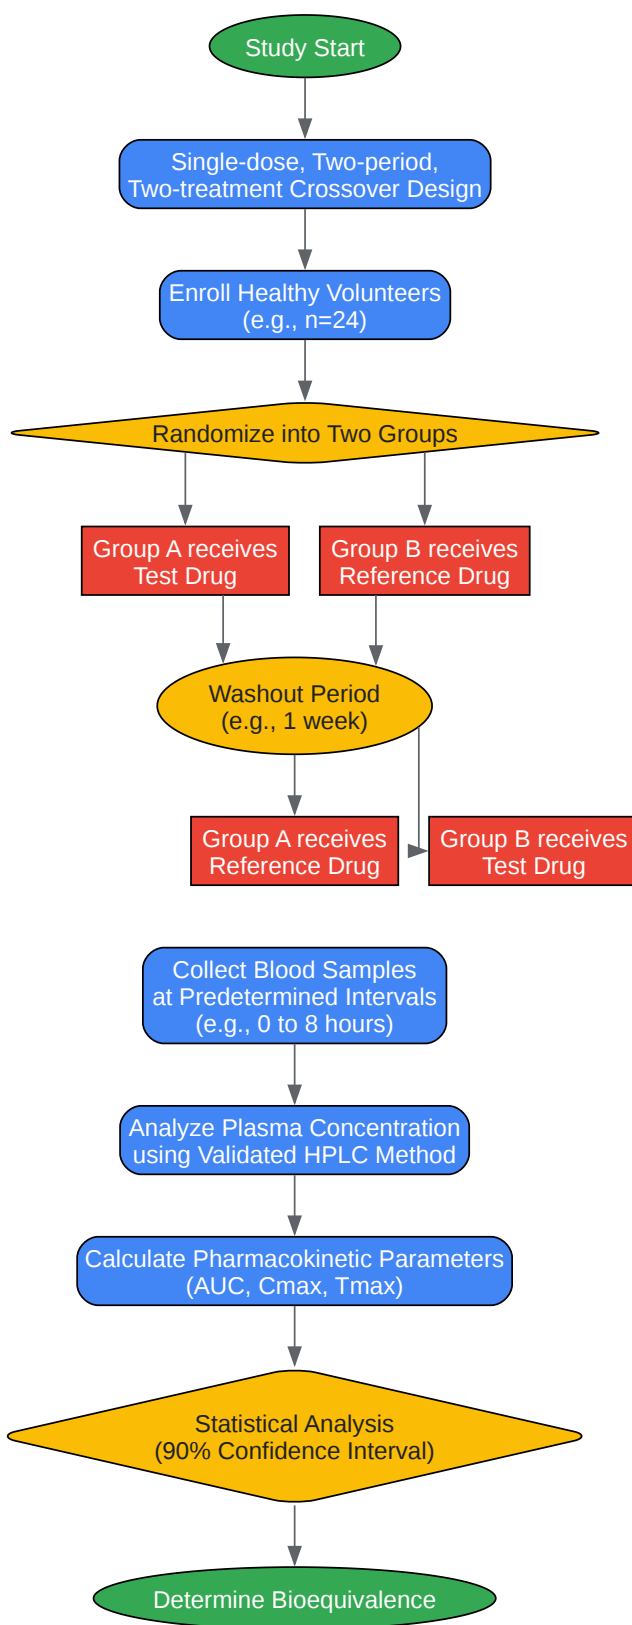 Study Start
Single-dose, Two-period,
Two-treatment Crossover Design
Enroll Healthy Volunteers
(e.g., n=24)
Randomize into Two Groups
Group A receives
Test Drug
Group B receives
Reference Drug
Washout Period
(e.g., 1 week)
Group A receives
Reference Drug
Group B receives
Test Drug
Collect Blood Samples
at Predetermined Intervals
(e.g., 0 to 8 hours)
Analyze Plasma Concentration
using Validated HPLC Method
Calculate Pharmacokinetic Parameters
(AUC, Cmax, Tmax)
Statistical Analysis
(90% Confidence Interval)
Determine Bioequivalence